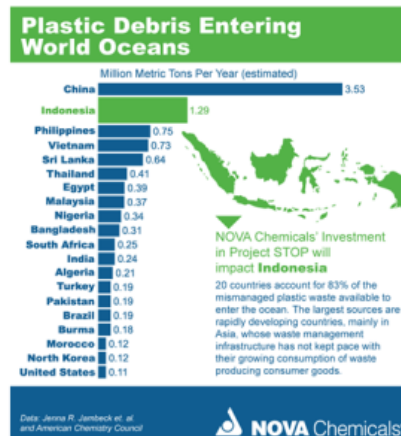 Plastic Debris Entering
World Oceans
Million Metric Tons Per Year (estimated)
China 3.53
Indonesia 1.29
Philippines 0.75
Vietnam 0.73
Sri Lanka 0.64
Thailand 0.41
Egypt 0.39
Malaysia 0.37
Nigeria 0.34
Bangladesh 0.31
South Africa 0.25
India 0.24
Algeria 0.21
Turkey 0.19
Pakistan 0.19
Brazil 0.19
Burma 0.18
Morocco 0.12
North Korea 0.12
United States 0.11
NOVA Chemicals' Investment
in Project STOP will
impact Indonesia
20 countries account for 83% of the
mismanaged plastic waste available to
enter the ocean. The largest sources are
rapidly developing countries, mainly in
Asia, whose waste management
infrastructure has not kept pace with
their growing consumption of waste
producing consumer goods.
Data: Jenna R. Jambeck et. al.
and American Chemistry Council
NOVA Chemicals